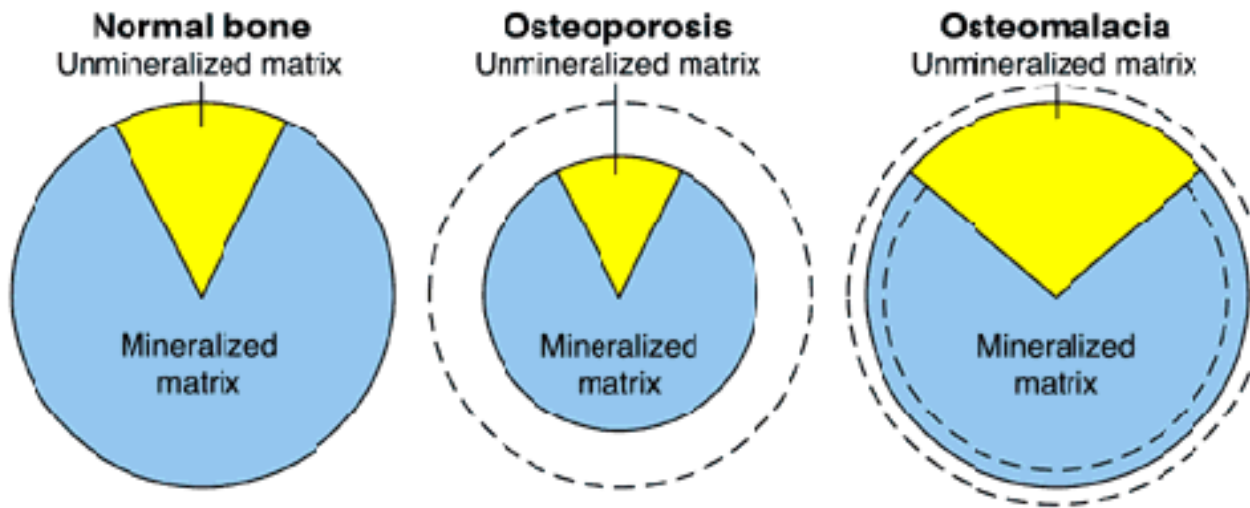 Normal bone
Unmineralized matrix
Osteoporosis
Unmineralized matrix
Osteomalacia
Unmineralized matrix
Mineralized
matrix
Mineralized
matrix
Mineralized
matrix